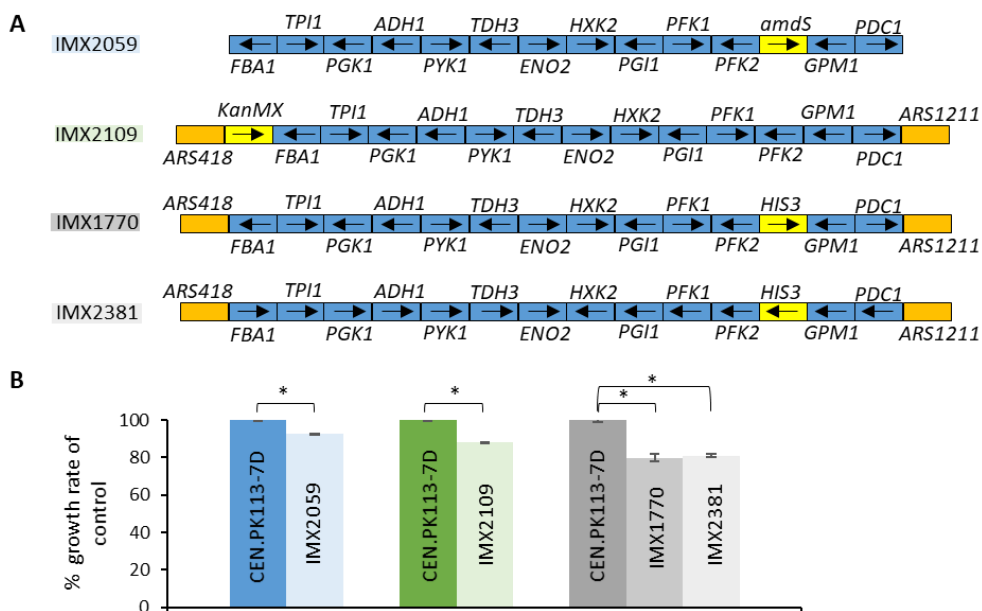 A
IMX2059
TPI1 ADH1 TDH3 HXK2 PFK1 amdS PDC1
FBA1 PGK1 PYK1 ENO2 PGI1 PFK2 GPM1
IMX2109
KanMX TPI1 ADH1 TDH3 HXK2 PFK1 GPM1
ARS418 FBA1 PGK1 PYK1 ENO2 PGI1 PFK2 PDC1 ARS1211
IMX1770
ARS418 TPI1 ADH1 TDH3 HXK2 PFK1 HIS3 PDC1
FBA1 PGK1 PYK1 ENO2 PGI1 PFK2 GPM1 ARS1211
IMX2381
ARS418 TPI1 ADH1 TDH3 HXK2 PFK1 HIS3 PDC1
FBA1 PGK1 PYK1 ENO2 PGI1 PFK2 GPM1 ARS1211
B
% growth rate of
control
100
80
60
40
20
0
* * * *
CEN.PK113-7D
IMX2059
CEN.PK113-7D
IMX2109
CEN.PK113-7D
IMX1770
IMX2381